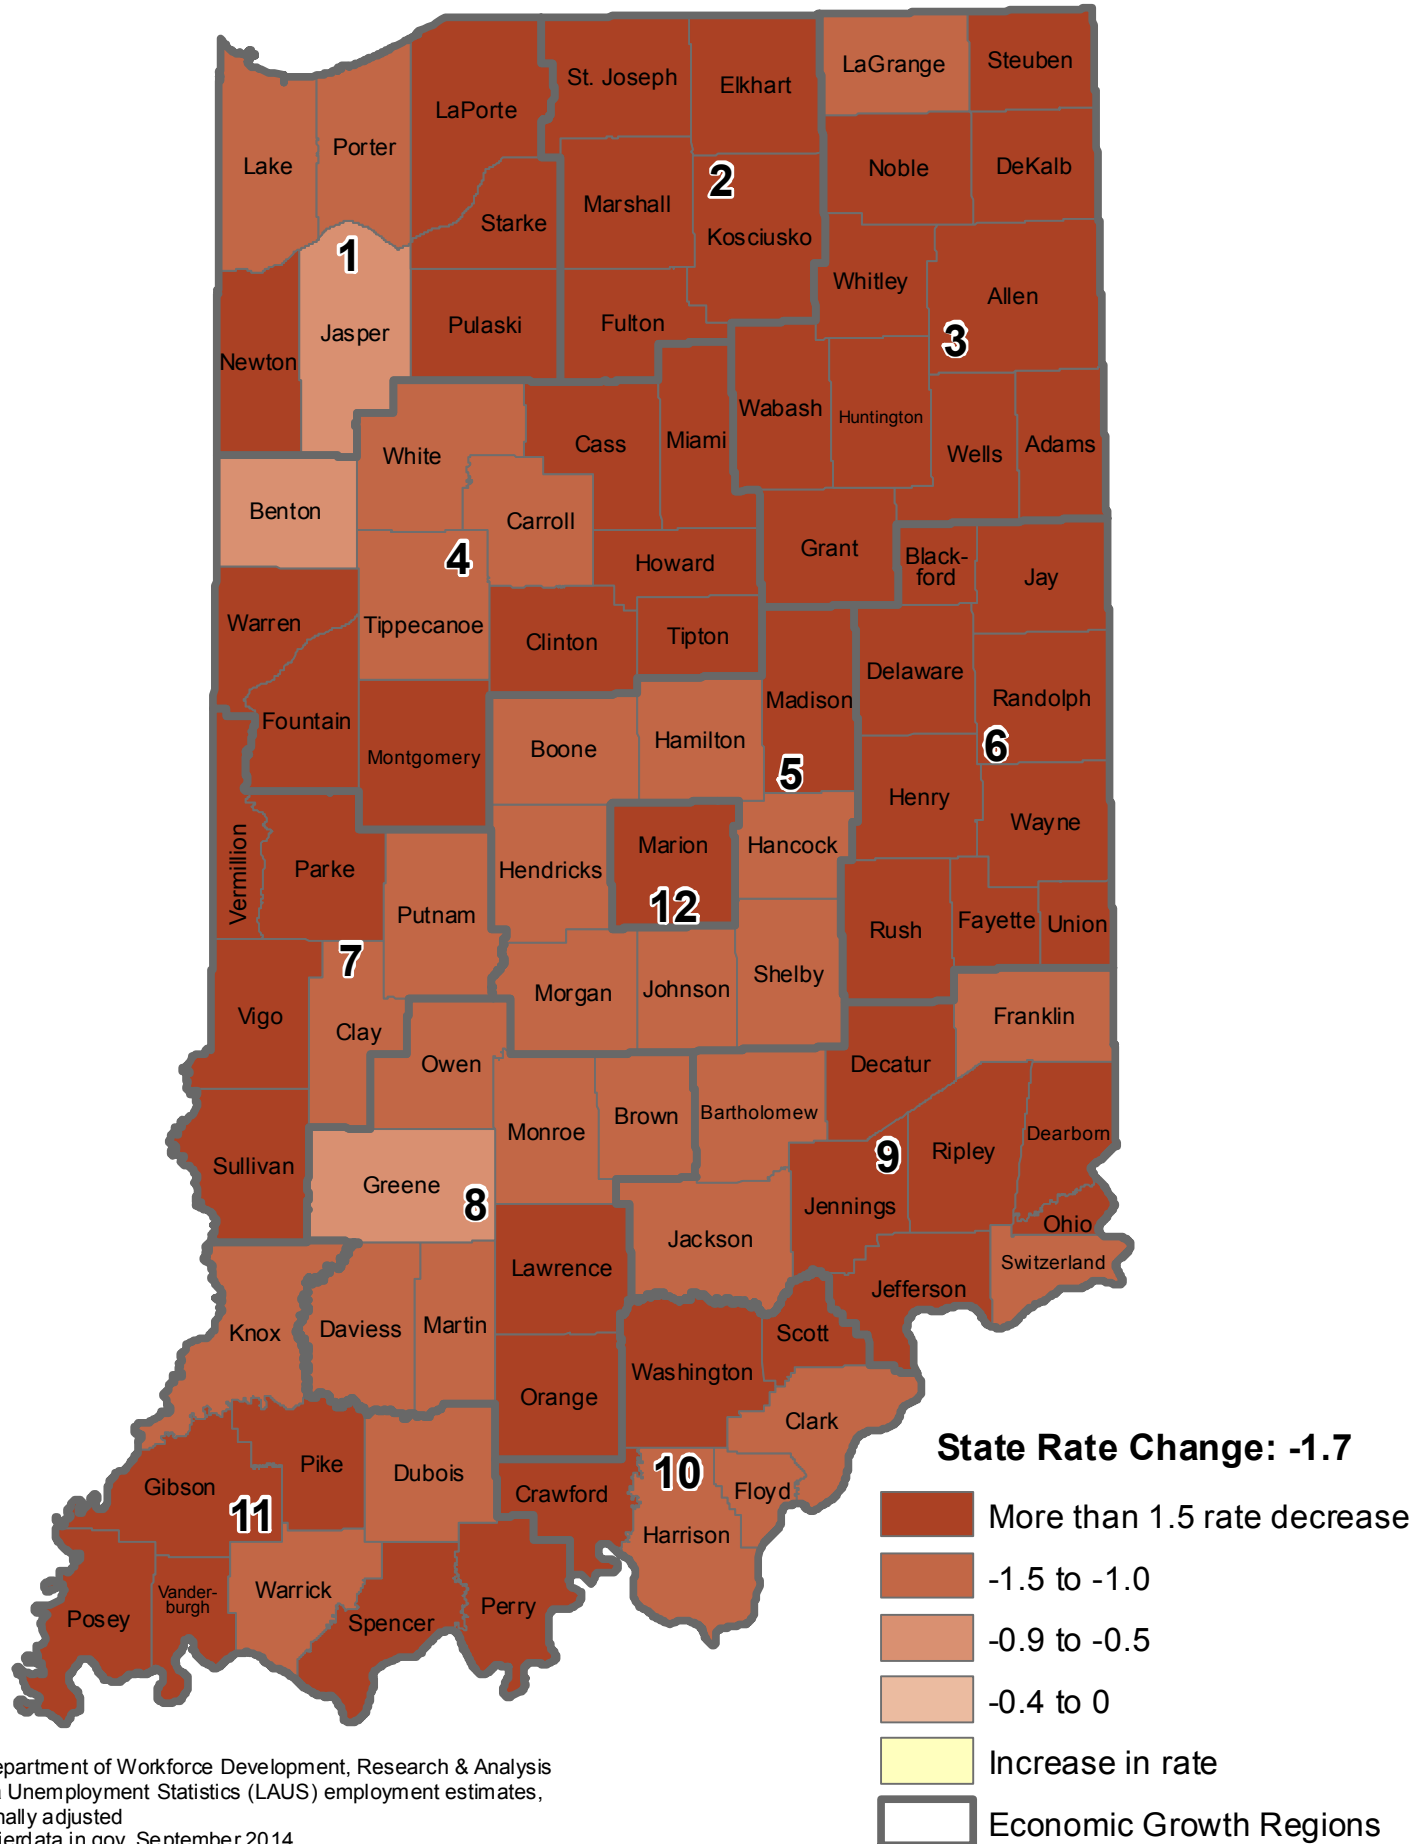 St. Joseph
Elkhart
LaGrange
Steuben
LaPorte
Porter
Lake
Noble
DeKalb
2
Marshall
Starke
Kosciusko
1
Whitley
Allen
Jasper
Pulaski
Fulton
3
Newton
Wabash
Huntington
Miami
Cass
Adams
White
Wells
Benton
Carroll
Grant
4
Howard
Black-
ford
Jay
Warren
Tippecanoe
Clinton
Tipton
Delaware
Madison
Randolph
Fountain
Boone
Hamilton
6
Montgomery
5
Henry
Wayne
Marion
Hancock
Vermillion
Parke
Hendricks
12
Putnam
Rush
Fayette
Union
7
Shelby
Morgan
Johnson
Vigo
Clay
Franklin
Owen
Decatur
Brown
Bartholomew
Monroe
Dearborn
Ripley
9
Sullivan
Greene
8
Jennings
Jackson
Ohio
Lawrence
Switzerland
Jefferson
Knox
Daviess
Martin
Scott
Washington
Orange
Clark
State Rate Change: -1.7
Pike
Dubois
10
Gibson
Floyd
Crawford
11
Harrison
More than 1.5 rate decrease
-1.5 to -1.0
Warrick
Vander-
burgh
Perry
Posey
Spencer
-0.9 to -0.5
-0.4 to 0
Increase in rate
Economic Growth Regions
epartment of Workforce Development, Research & Analysis
Unemployment Statistics (LAUS) employment estimates,
nally adjusted
ierdata.in.gov, September 2014